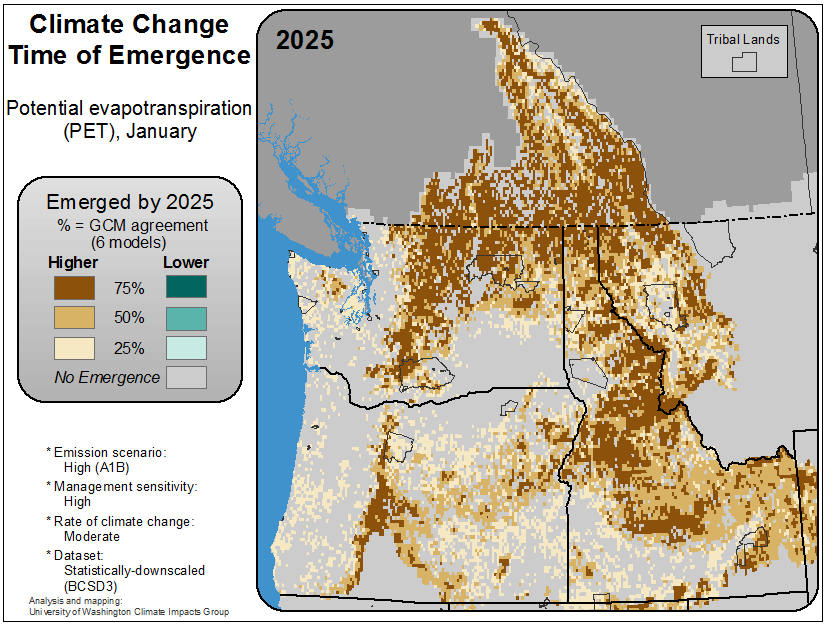 Climate Change
Time of Emergence
Potential evapotranspiration
(PET), January
Emerged by 2025
% = GCM agreement
(6 models)
Higher Lower
75%
50%
25%
No Emergence
* Emission scenario:
High (A1B)
* Management sensitivity:
High
* Rate of climate change:
Moderate
* Dataset:
Statistically-downscaled
(BCSD3)
Analysis and mapping:
University of Washington Climate Impacts Group
2025
Tribal Lands